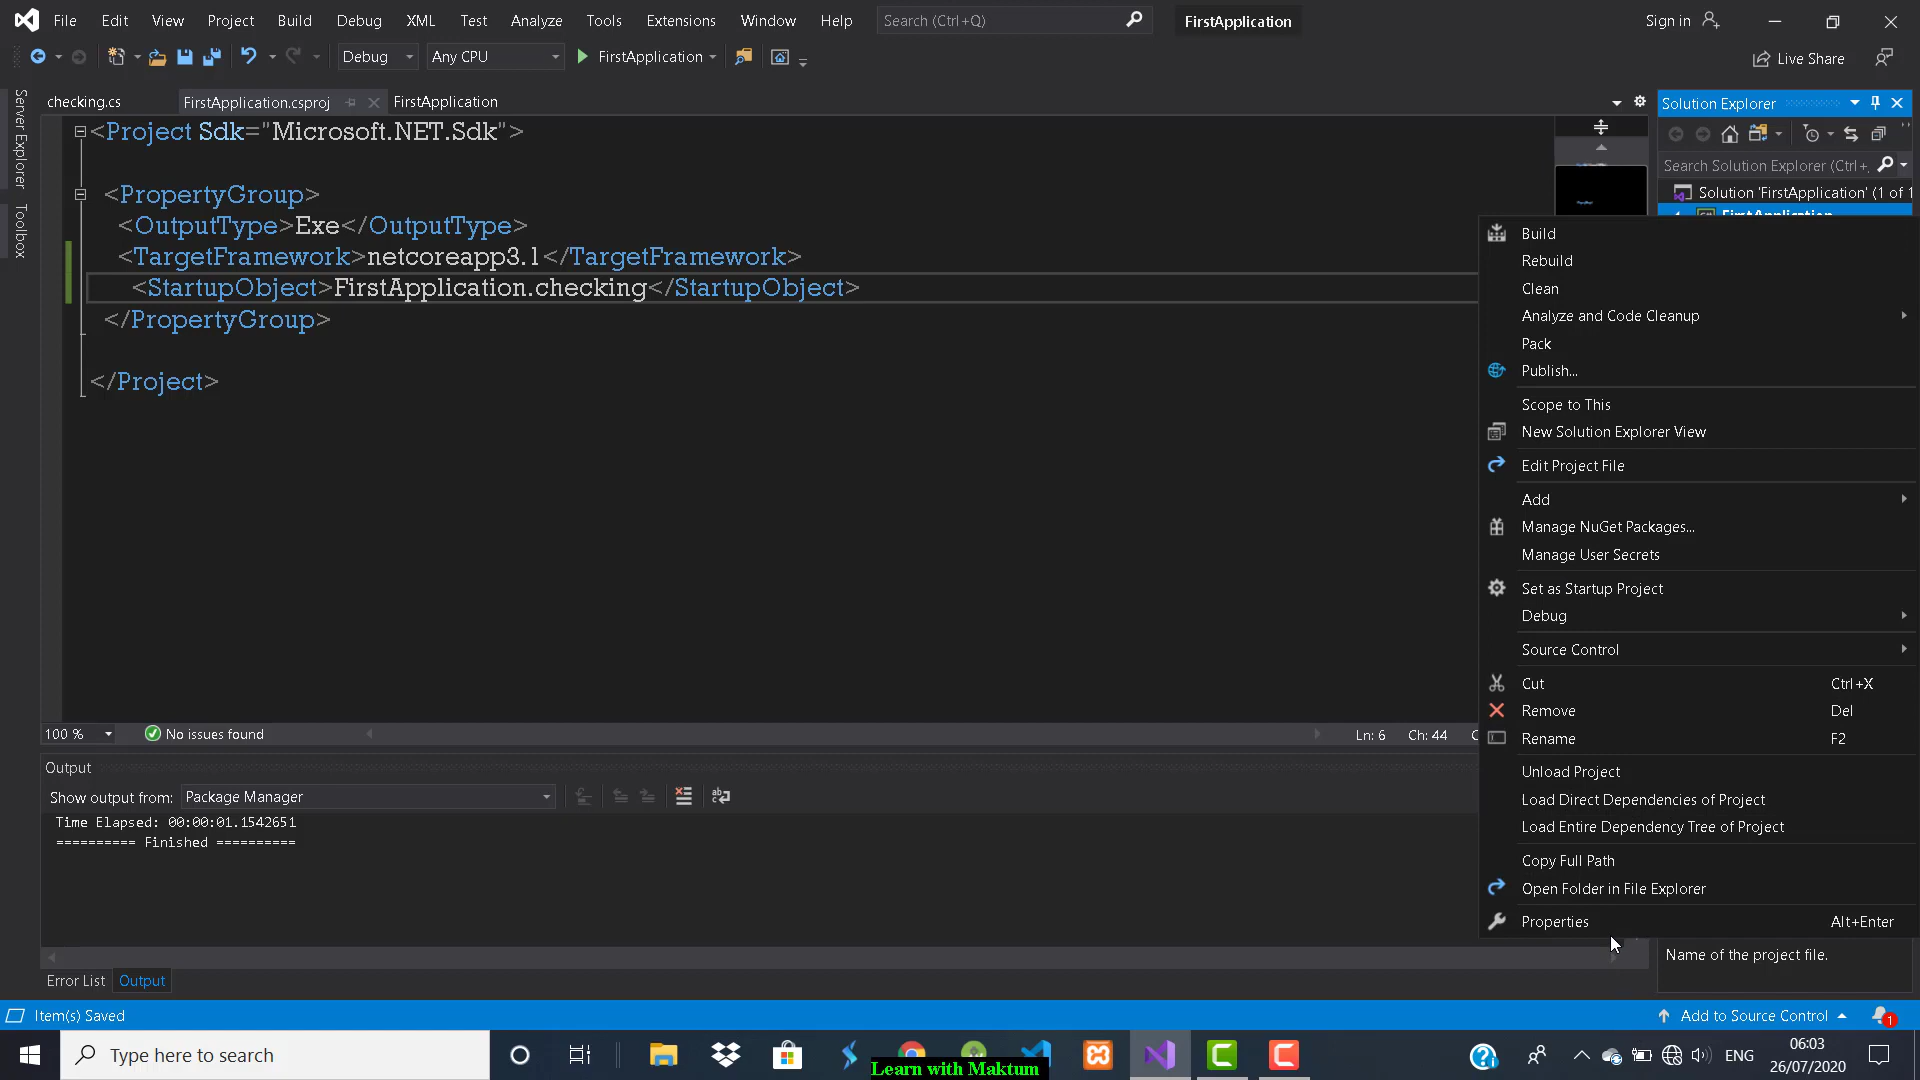 File Edit View Project Build Debug XML Test Analyze Tools Extensions Window Help Search (Ctrl+Q) FirstApplication Sign in
Debug Any CPU FirstApplication Live Share
Server Explorer
Toolbox
checking.cs FirstApplication.csproj FirstApplication
<Project Sdk="Microsoft.NET.Sdk">
<PropertyGroup>
<OutputType>Exe</OutputType>
<TargetFramework>netcoreapp3.1</TargetFramework>
<StartupObject>FirstApplication.checking</StartupObject>
</PropertyGroup>
</Project>
100 % No issues found Ln: 6 Ch: 44
Output
Show output from: Package Manager
Time Elapsed: 00:00:01.1542651
========== Finished ==========
Error List Output
Solution Explorer
Search Solution Explorer (Ctrl+
Solution 'FirstApplication' (1 of 1
FirstApplication
Build
Rebuild
Clean
Analyze and Code Cleanup
Pack
Publish...
Scope to This
New Solution Explorer View
Edit Project File
Add
Manage NuGet Packages...
Manage User Secrets
Set as Startup Project
Debug
Source Control
Cut Ctrl+X
Remove Del
Rename F2
Unload Project
Load Direct Dependencies of Project
Load Entire Dependency Tree of Project
Copy Full Path
Open Folder in File Explorer
Properties Alt+Enter
Name of the project file.
Item(s) Saved Add to Source Control 1
Type here to search Learn with Maktum ENG 06:03
26/07/2020